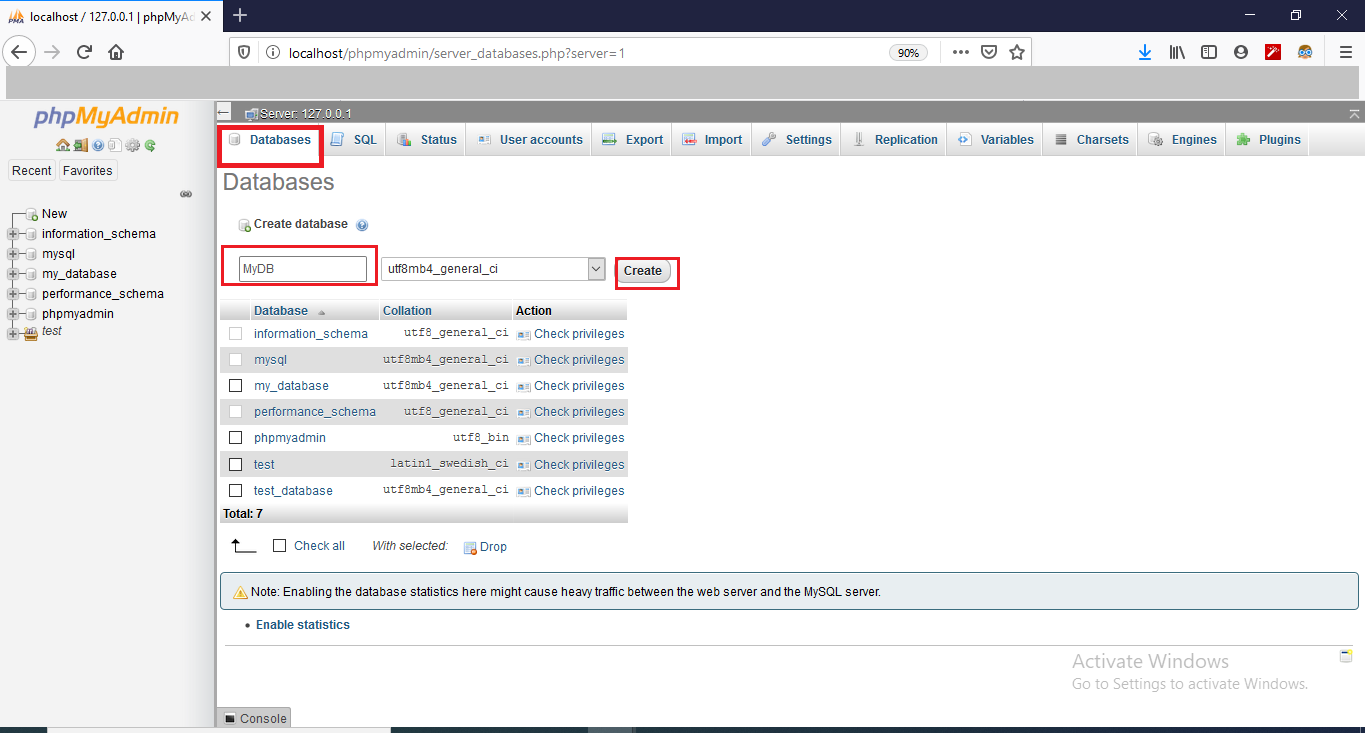 localhost / 127.0.0.1 | phpMyAd
localhost/phpmyadmin/server_databases.php?server=1
90%
phpMyAdmin
Recent Favorites
New
information_schema
mysql
my_database
performance_schema
phpmyadmin
test
Server: 127.0.0.1
Databases SQL Status User accounts Export Import Settings Replication Variables Charsets Engines Plugins
Databases
Create database
MyDB utf8mb4_general_ci Create
Database Collation Action
information_schema utf8_general_ci Check privileges
mysql utf8mb4_general_ci Check privileges
my_database utf8mb4_general_ci Check privileges
performance_schema utf8_general_ci Check privileges
phpmyadmin utf8_bin Check privileges
test latin1_swedish_ci Check privileges
test_database utf8mb4_general_ci Check privileges
Total: 7
Check all With selected: Drop
Note: Enabling the database statistics here might cause heavy traffic between the web server and the MySQL server.
• Enable statistics
Activate Windows
Go to Settings to activate Windows.
Console